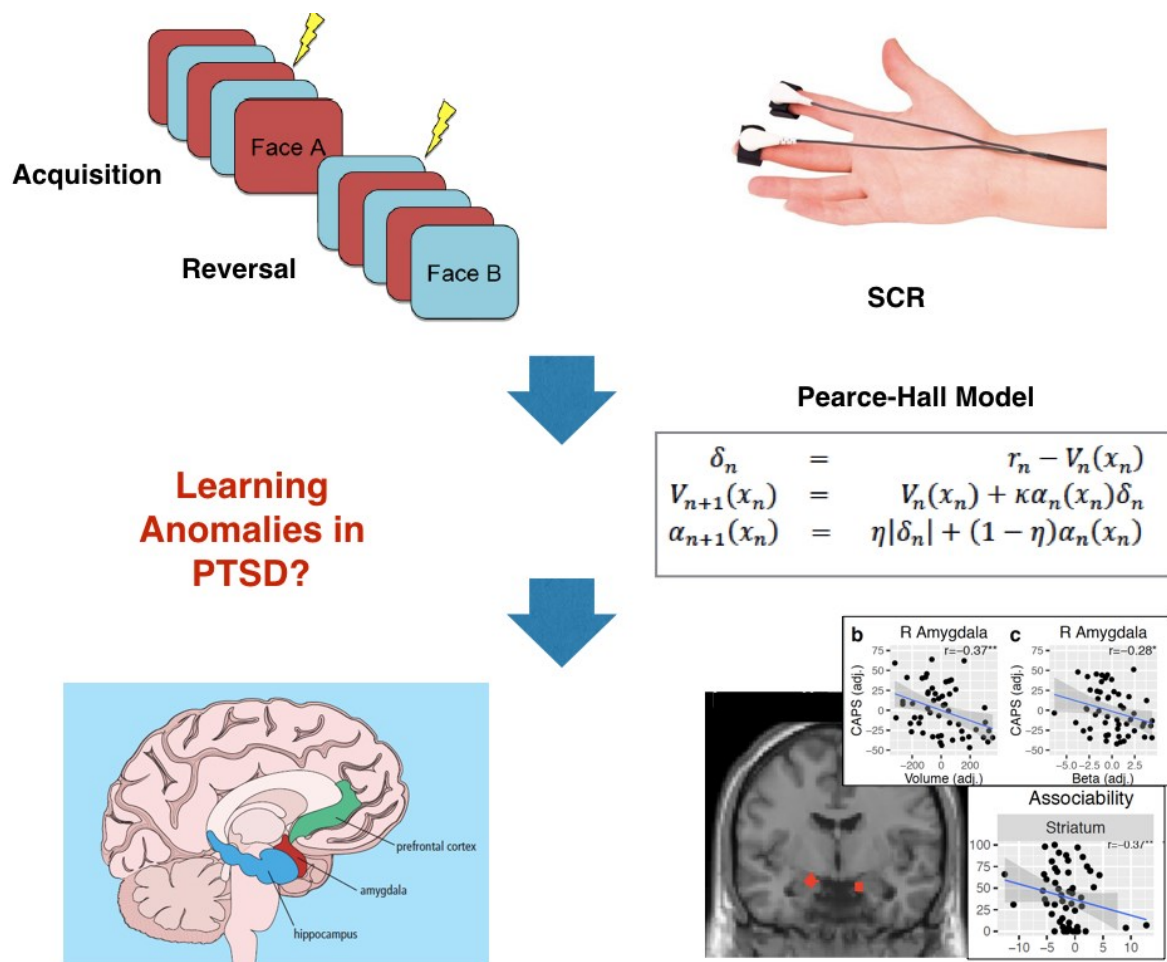 Acquisition
Face A
Reversal
Face B
SCR
Pearce-Hall Model
δₙ = rₙ − Vₙ(xₙ)
Vₙ₊₁(xₙ) = Vₙ(xₙ) + καₙ(xₙ)δₙ
αₙ₊₁(xₙ) = η|δₙ| + (1 − η)αₙ(xₙ)
Learning
Anomalies in
PTSD?
prefrontal cortex
amygdala
hippocampus
b R Amygdala
r=−0.37**
CAPS (adj.)
75
50
25
0
−25
−50
−200 0 200
Volume (adj.)
c R Amygdala
r=−0.28*
CAPS (adj.)
75
50
25
0
−25
−50
−5.0 −2.5 0.0 2.5
Beta (adj.)
Associability
Striatum
r=−0.37**
100
75
50
25
0
−10 −5 0 5 10